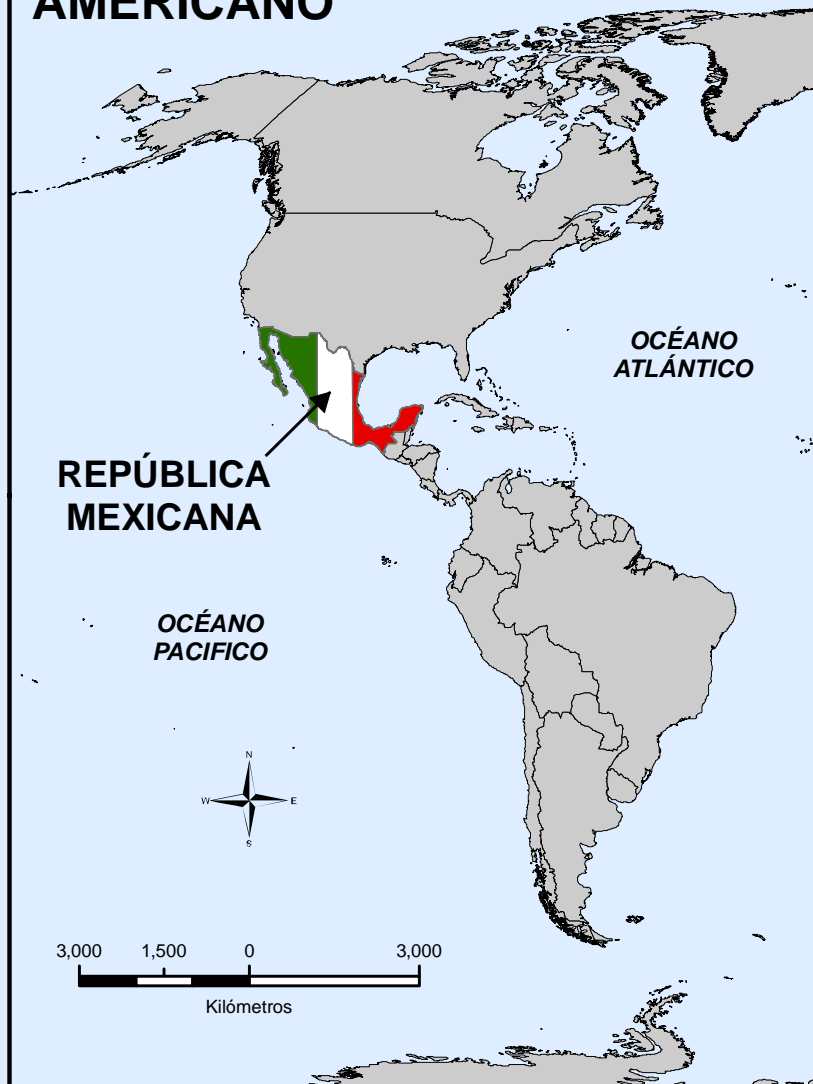 AMERICANO
OCÉANO
ATLÁNTICO
REPÚBLICA
MEXICANA
OCÉANO
PACIFICO
N
W E
S
3,000 1,500 0 3,000
Kilómetros